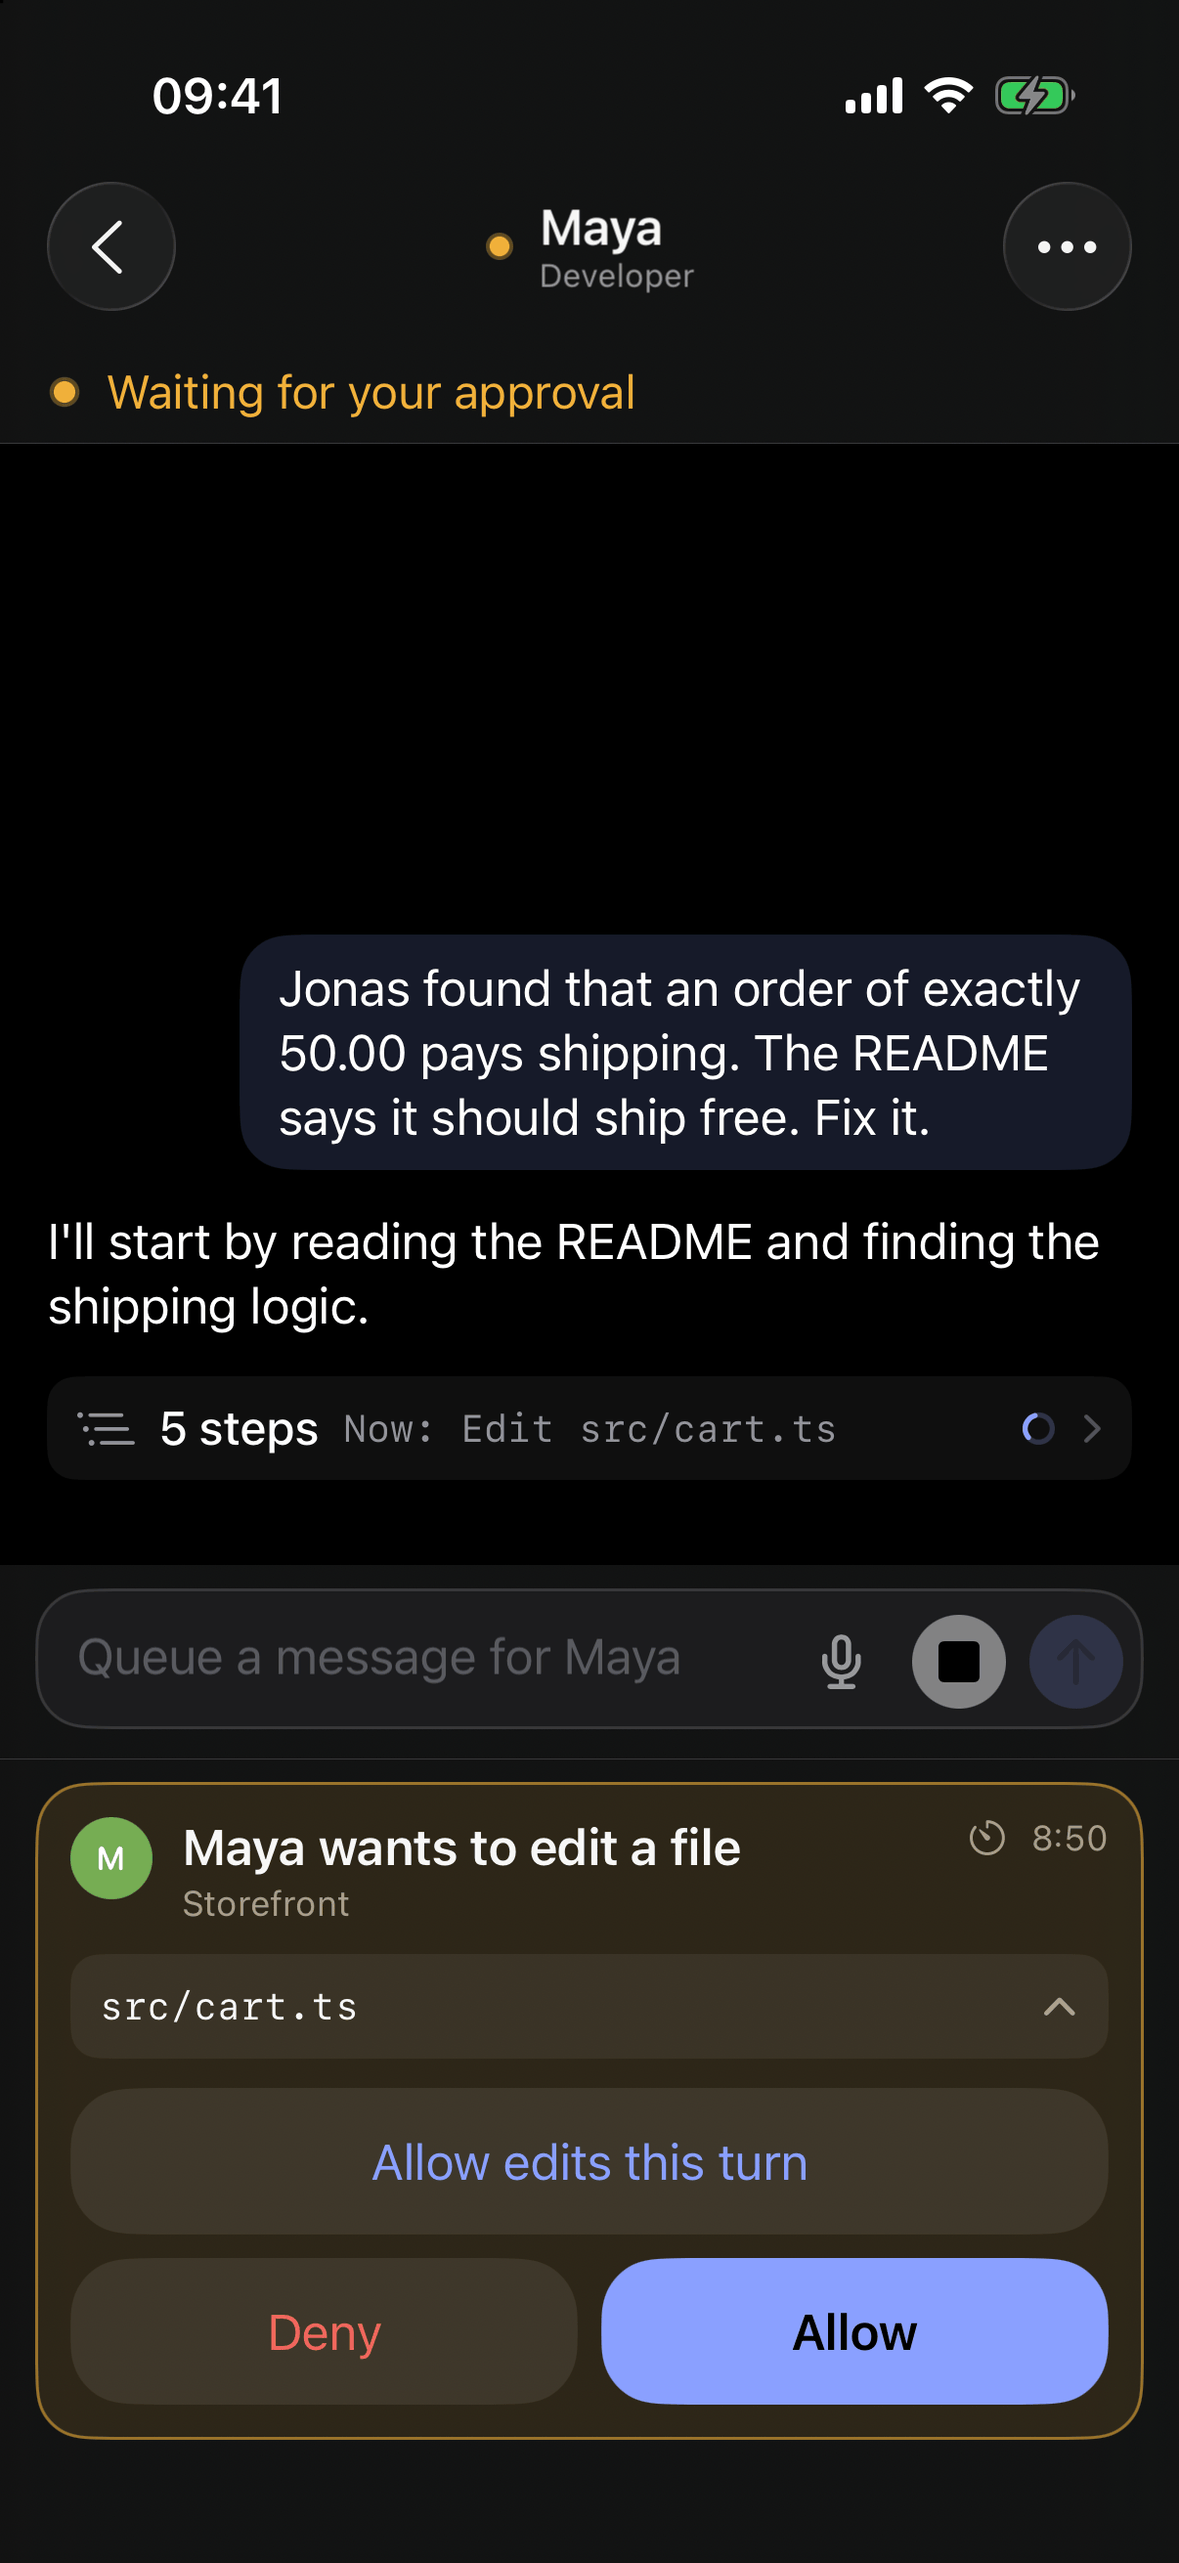 09:41
Maya
Developer
Waiting for your approval
Jonas found that an order of exactly
50.00 pays shipping. The README
says it should ship free. Fix it.
I'll start by reading the README and finding the
shipping logic.
5 steps Now: Edit src/cart.ts
Queue a message for Maya
M Maya wants to edit a file 8:50
Storefront
src/cart.ts
Allow edits this turn
Deny Allow